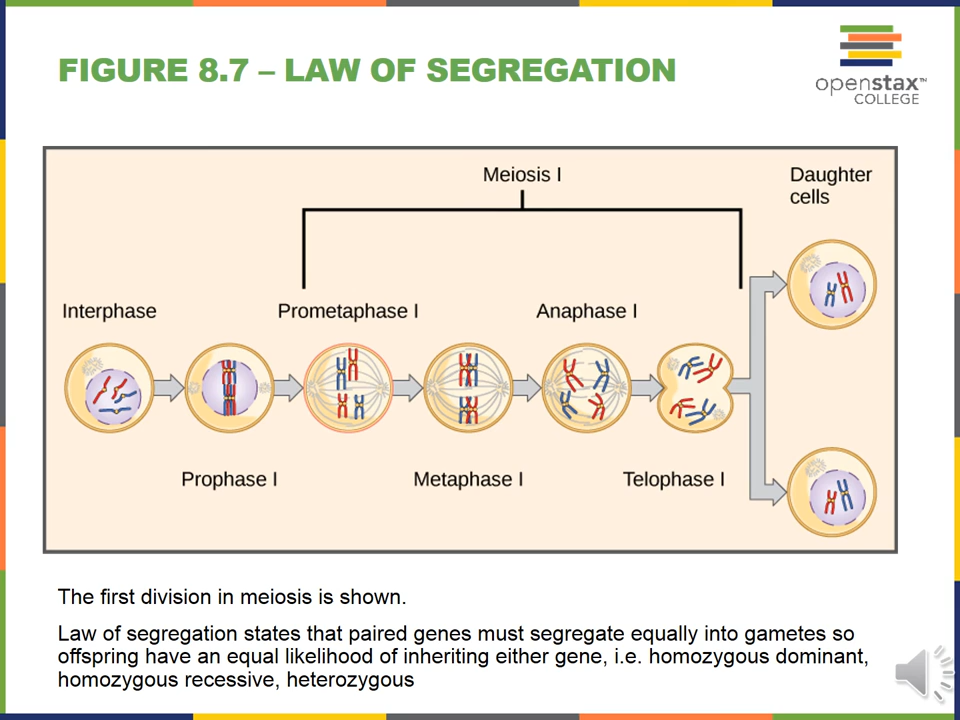 FIGURE 8.7 – LAW OF SEGREGATION
openstax™
COLLEGE
Meiosis I
Daughter
cells
Interphase
Prometaphase I
Anaphase I
Prophase I
Metaphase I
Telophase I
The first division in meiosis is shown.
Law of segregation states that paired genes must segregate equally into gametes so
offspring have an equal likelihood of inheriting either gene, i.e. homozygous dominant,
homozygous recessive, heterozygous